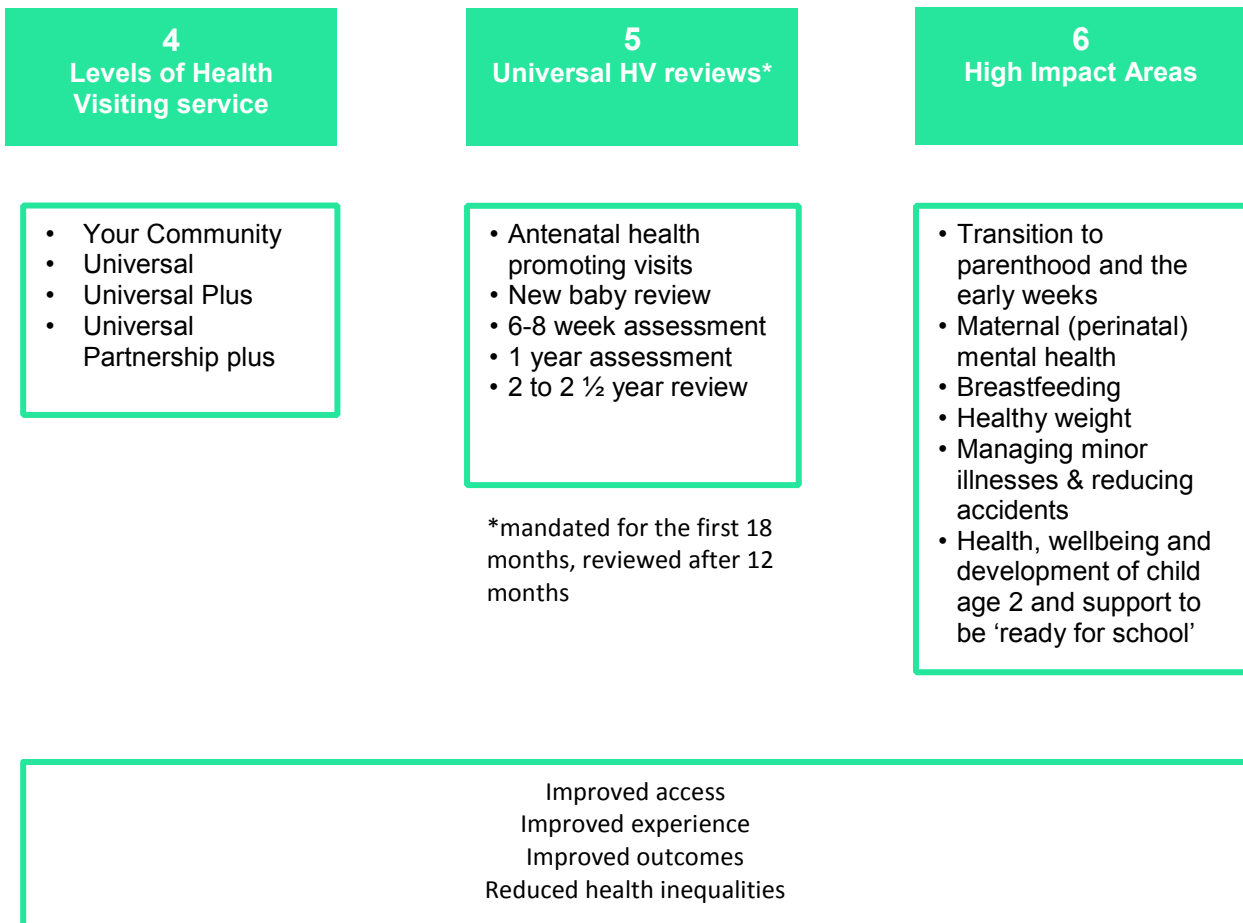 4
Levels of Health
Visiting service
5
Universal HV reviews*
6
High Impact Areas
• Your Community
• Universal
• Universal Plus
• Universal
Partnership plus
• Antenatal health
promoting visits
• New baby review
• 6-8 week assessment
• 1 year assessment
• 2 to 2 ½ year review
*mandated for the first 18
months, reviewed after 12
months
• Transition to
parenthood and the
early weeks
• Maternal (perinatal)
mental health
• Breastfeeding
• Healthy weight
• Managing minor
illnesses & reducing
accidents
• Health, wellbeing and
development of child
age 2 and support to
be ‘ready for school’
Improved access
Improved experience
Improved outcomes
Reduced health inequalities